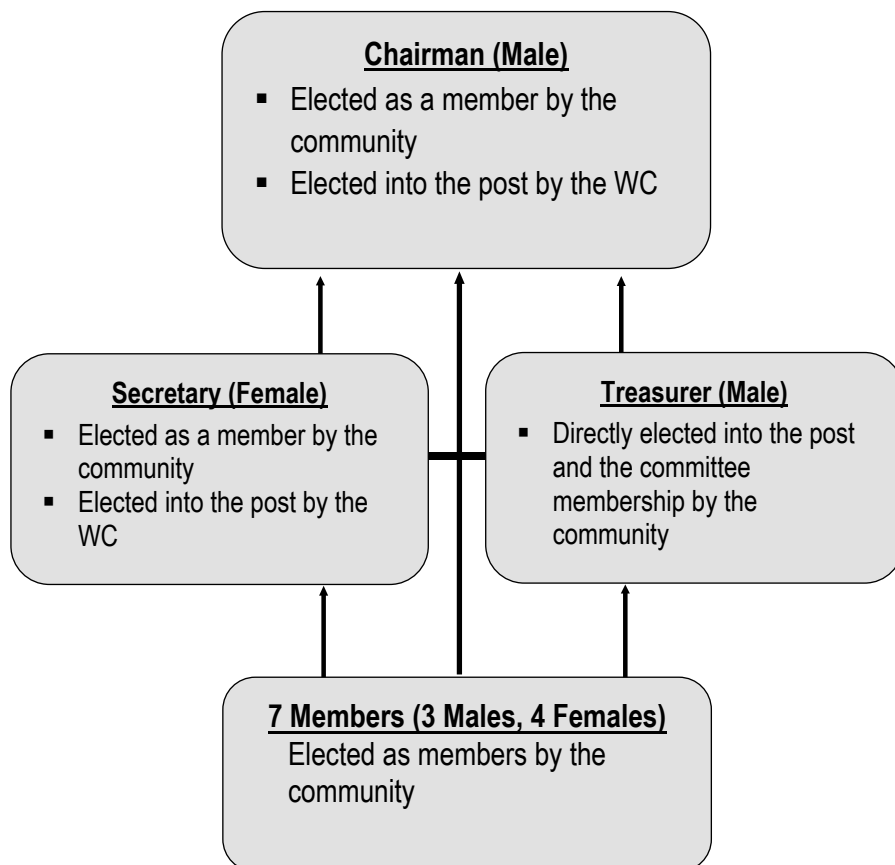 Chairman (Male)
▪ Elected as a member by the
community
▪ Elected into the post by the WC
Secretary (Female)
▪ Elected as a member by the
community
▪ Elected into the post by the
WC
Treasurer (Male)
▪ Directly elected into the post
and the committee
membership by the
community
7 Members (3 Males, 4 Females)
Elected as members by the
community